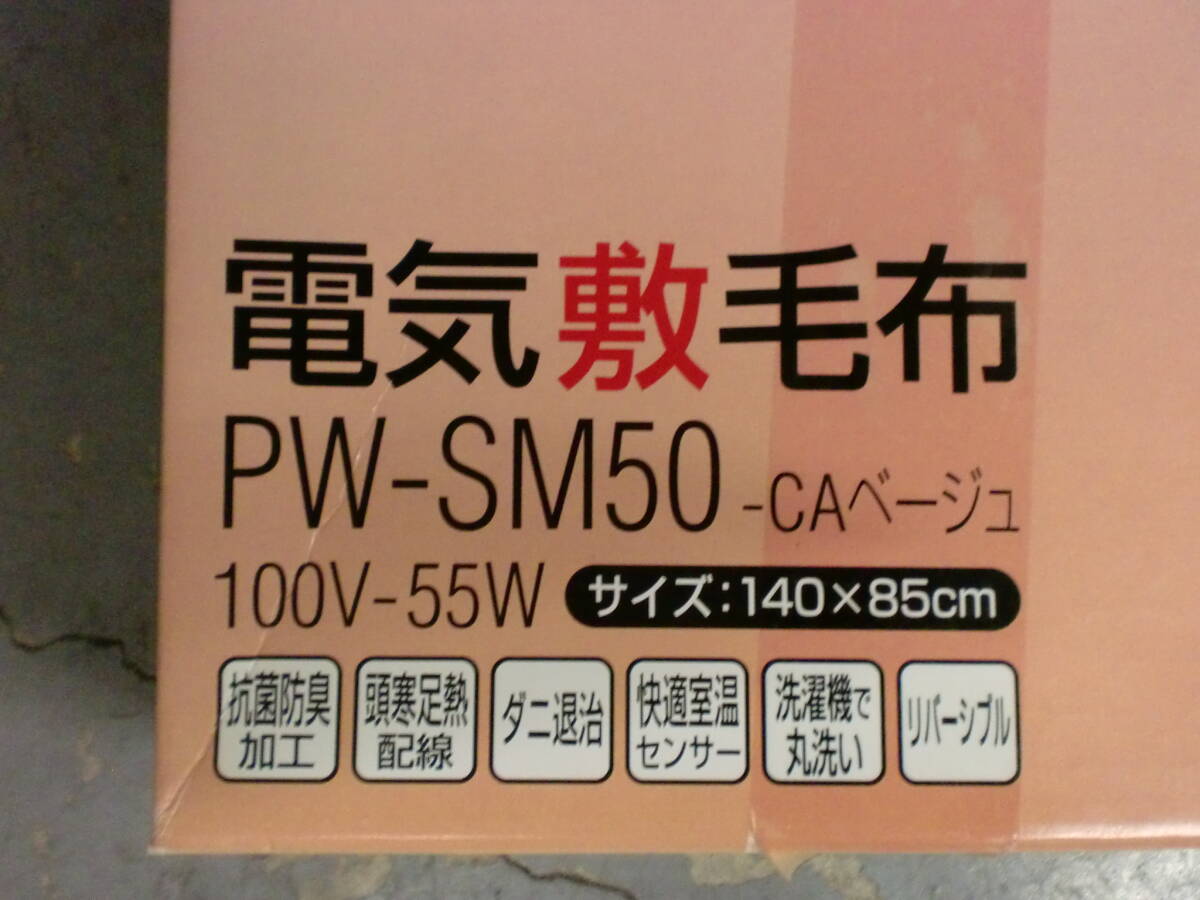 電気敷毛布
PW-SM50-CAベージュ
100V-55W サイズ:140×85cm
抗菌防臭
加工
頭寒足熱
配線
ダニ退治
快適室温
センサー
洗濯機で
丸洗い
リバーシブル